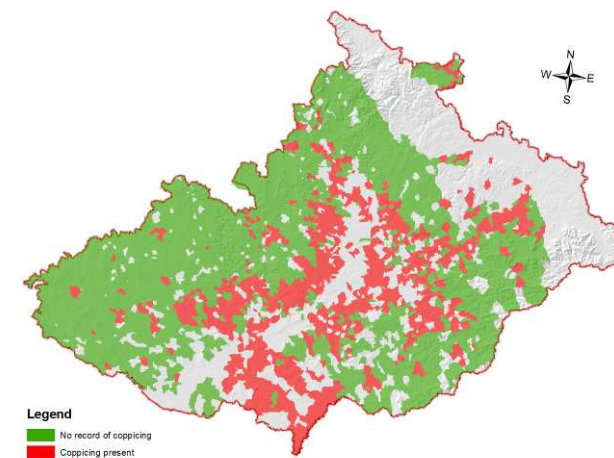 N
W E
S
Legend
No record of coppicing
Coppicing present